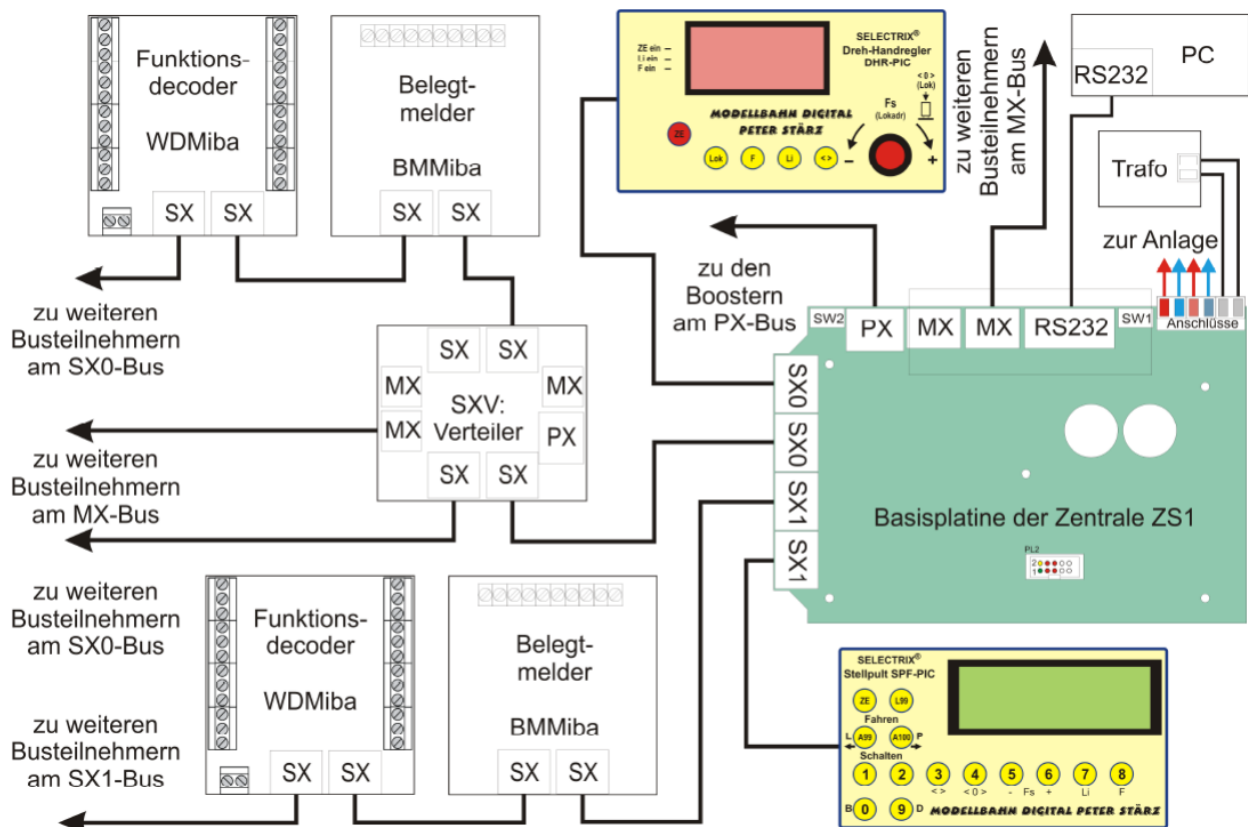 Funktions-
decoder
WDMiba
SX SX
Belegt-
melder
BMMiba
SX SX
SELECTRIX®
Dreh-Handregler
DHR-PIC
ZE ein –
Li ein –
F ein –
< 0 >
(Lok)
Fs
(Lokadr)
MODELLBAHN DIGITAL
PETER STÄRZ
ZE
Lok F Li < >
– +
zu weiteren
Busteilnehmern
am MX-Bus
RS232
PC
Trafo
zur Anlage
zu den
Boostern
am PX-Bus
zu weiteren
Busteilnehmern
am SX0-Bus
SW2 PX MX MX RS232 SW1 Anschlüsse
SX0
SX0
SX1
SX1
Basisplatine der Zentrale ZS1
PL2
2
1
SX SX
MX MX
SXV:
Verteiler
MX PX
SX SX
zu weiteren
Busteilnehmern
am MX-Bus
zu weiteren
Busteilnehmern
am SX0-Bus
zu weiteren
Busteilnehmern
am SX1-Bus
Funktions-
decoder
WDMiba
SX SX
Belegt-
melder
BMMiba
SX SX
SELECTRIX®
Stellpult SPF-PIC
ZE L99
Fahren
L A99 A100 P
Schalten
1 2 3 4 5 6 7 8
< > < 0 > - Fs + Li F
B 0 9 D MODELLBAHN DIGITAL PETER STÄRZ